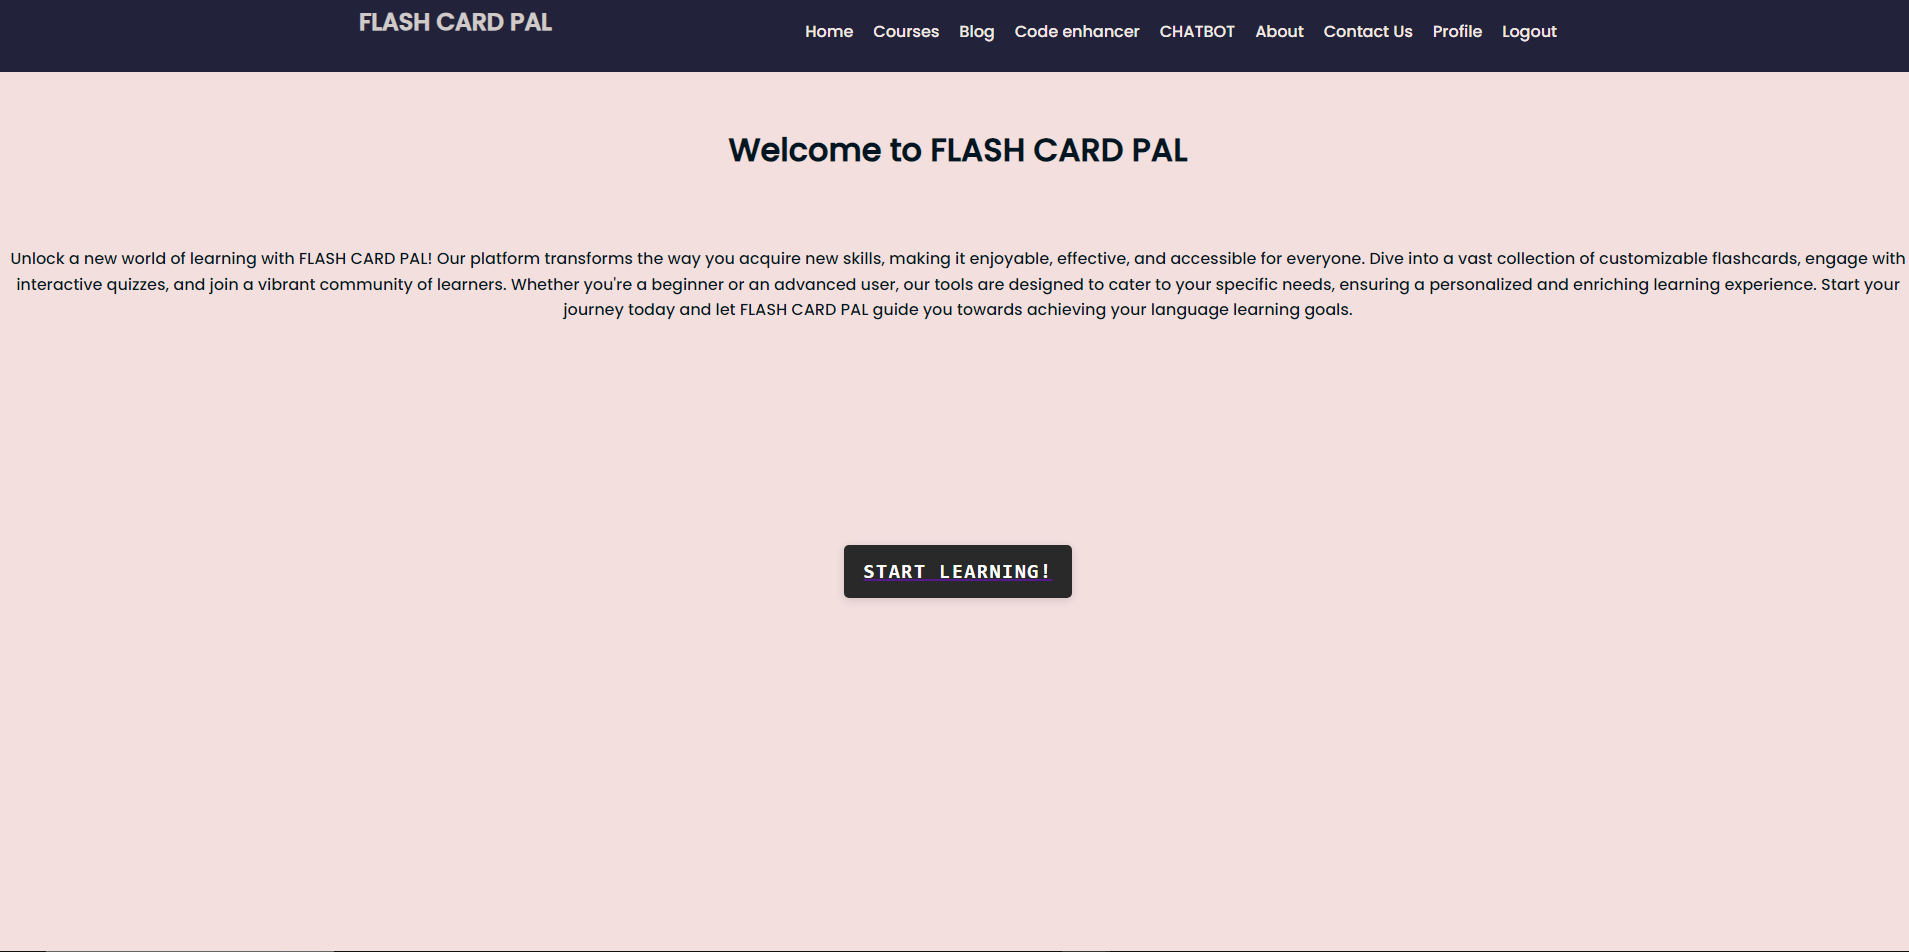 FLASH CARD PAL
Home Courses Blog Code enhancer CHATBOT About Contact Us Profile Logout
Welcome to FLASH CARD PAL
Unlock a new world of learning with FLASH CARD PAL! Our platform transforms the way you acquire new skills, making it enjoyable, effective, and accessible for everyone. Dive into a vast collection of customizable flashcards, engage with
interactive quizzes, and join a vibrant community of learners. Whether you're a beginner or an advanced user, our tools are designed to cater to your specific needs, ensuring a personalized and enriching learning experience. Start your
journey today and let FLASH CARD PAL guide you towards achieving your language learning goals.
START LEARNING!